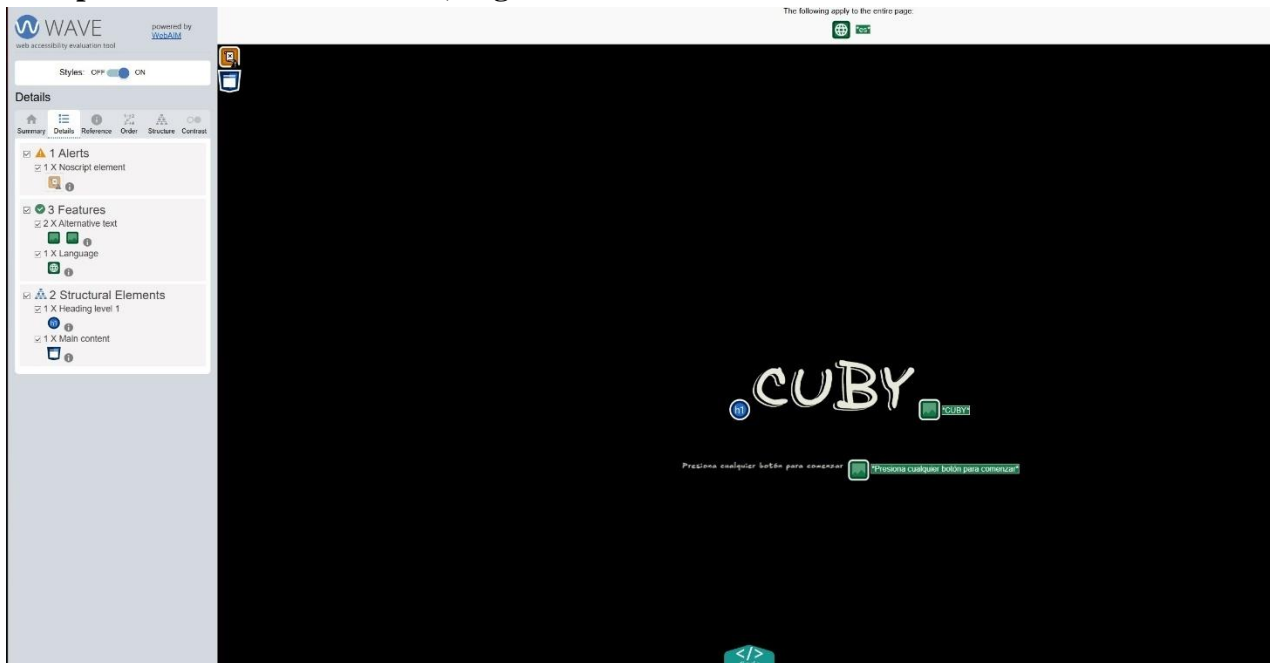 The following apply to the entire page:
*es*
WAVE
powered by
WebAIM
web accessibility evaluation tool
Styles: OFF ON
Details
Summary Details Reference Order Structure Contrast
1 Alerts
1 X Noscript element
3 Features
2 X Alternative text
1 X Language
2 Structural Elements
1 X Heading level 1
h1
1 X Main content
CUBY
h1
*CUBY*
Presiona cualquier botón para comenzar
*Presiona cualquier botón para comenzar*
</>